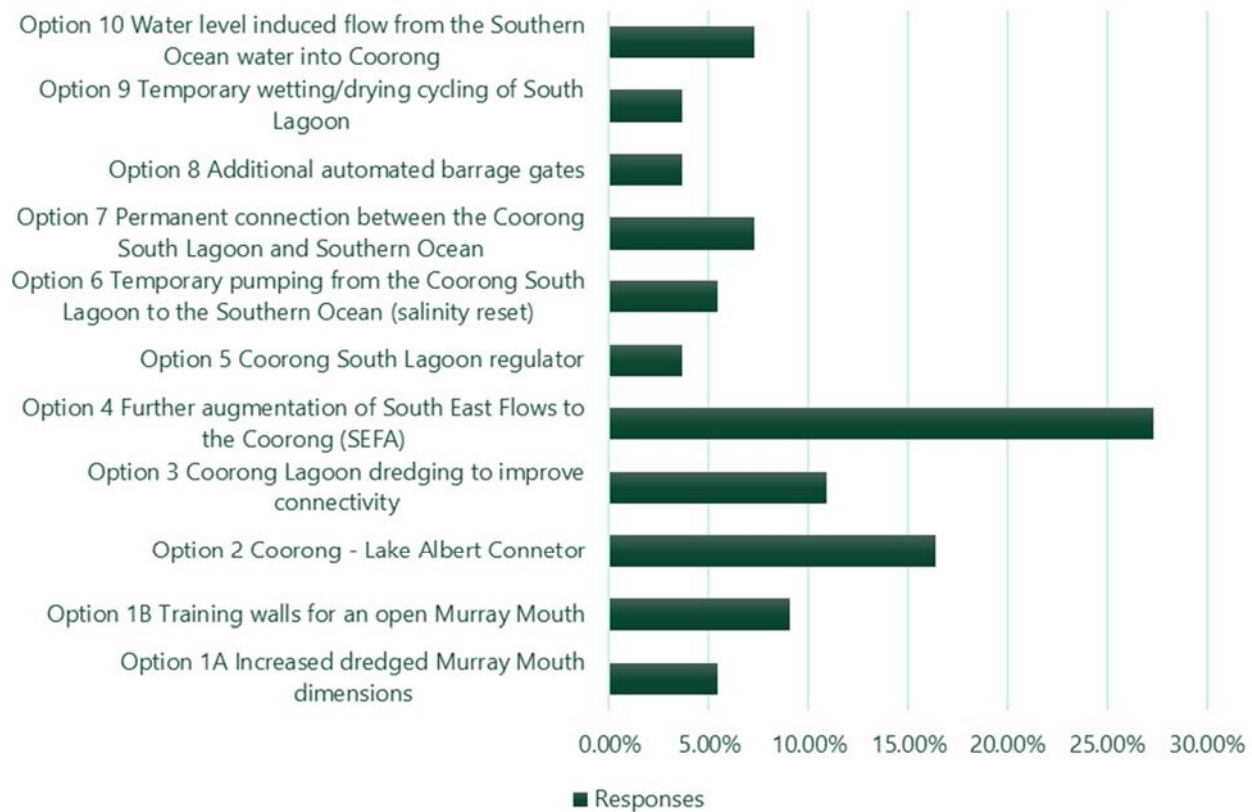 Option 10 Water level induced flow from the Southern
Ocean water into Coorong
Option 9 Temporary wetting/drying cycling of South
Lagoon
Option 8 Additional automated barrage gates
Option 7 Permanent connection between the Coorong
South Lagoon and Southern Ocean
Option 6 Temporary pumping from the Coorong South
Lagoon to the Southern Ocean (salinity reset)
Option 5 Coorong South Lagoon regulator
Option 4 Further augmentation of South East Flows to
the Coorong (SEFA)
Option 3 Coorong Lagoon dredging to improve
connectivity
Option 2 Coorong - Lake Albert Connetor
Option 1B Training walls for an open Murray Mouth
Option 1A Increased dredged Murray Mouth
dimensions
0.00% 5.00% 10.00% 15.00% 20.00% 25.00% 30.00%
Responses